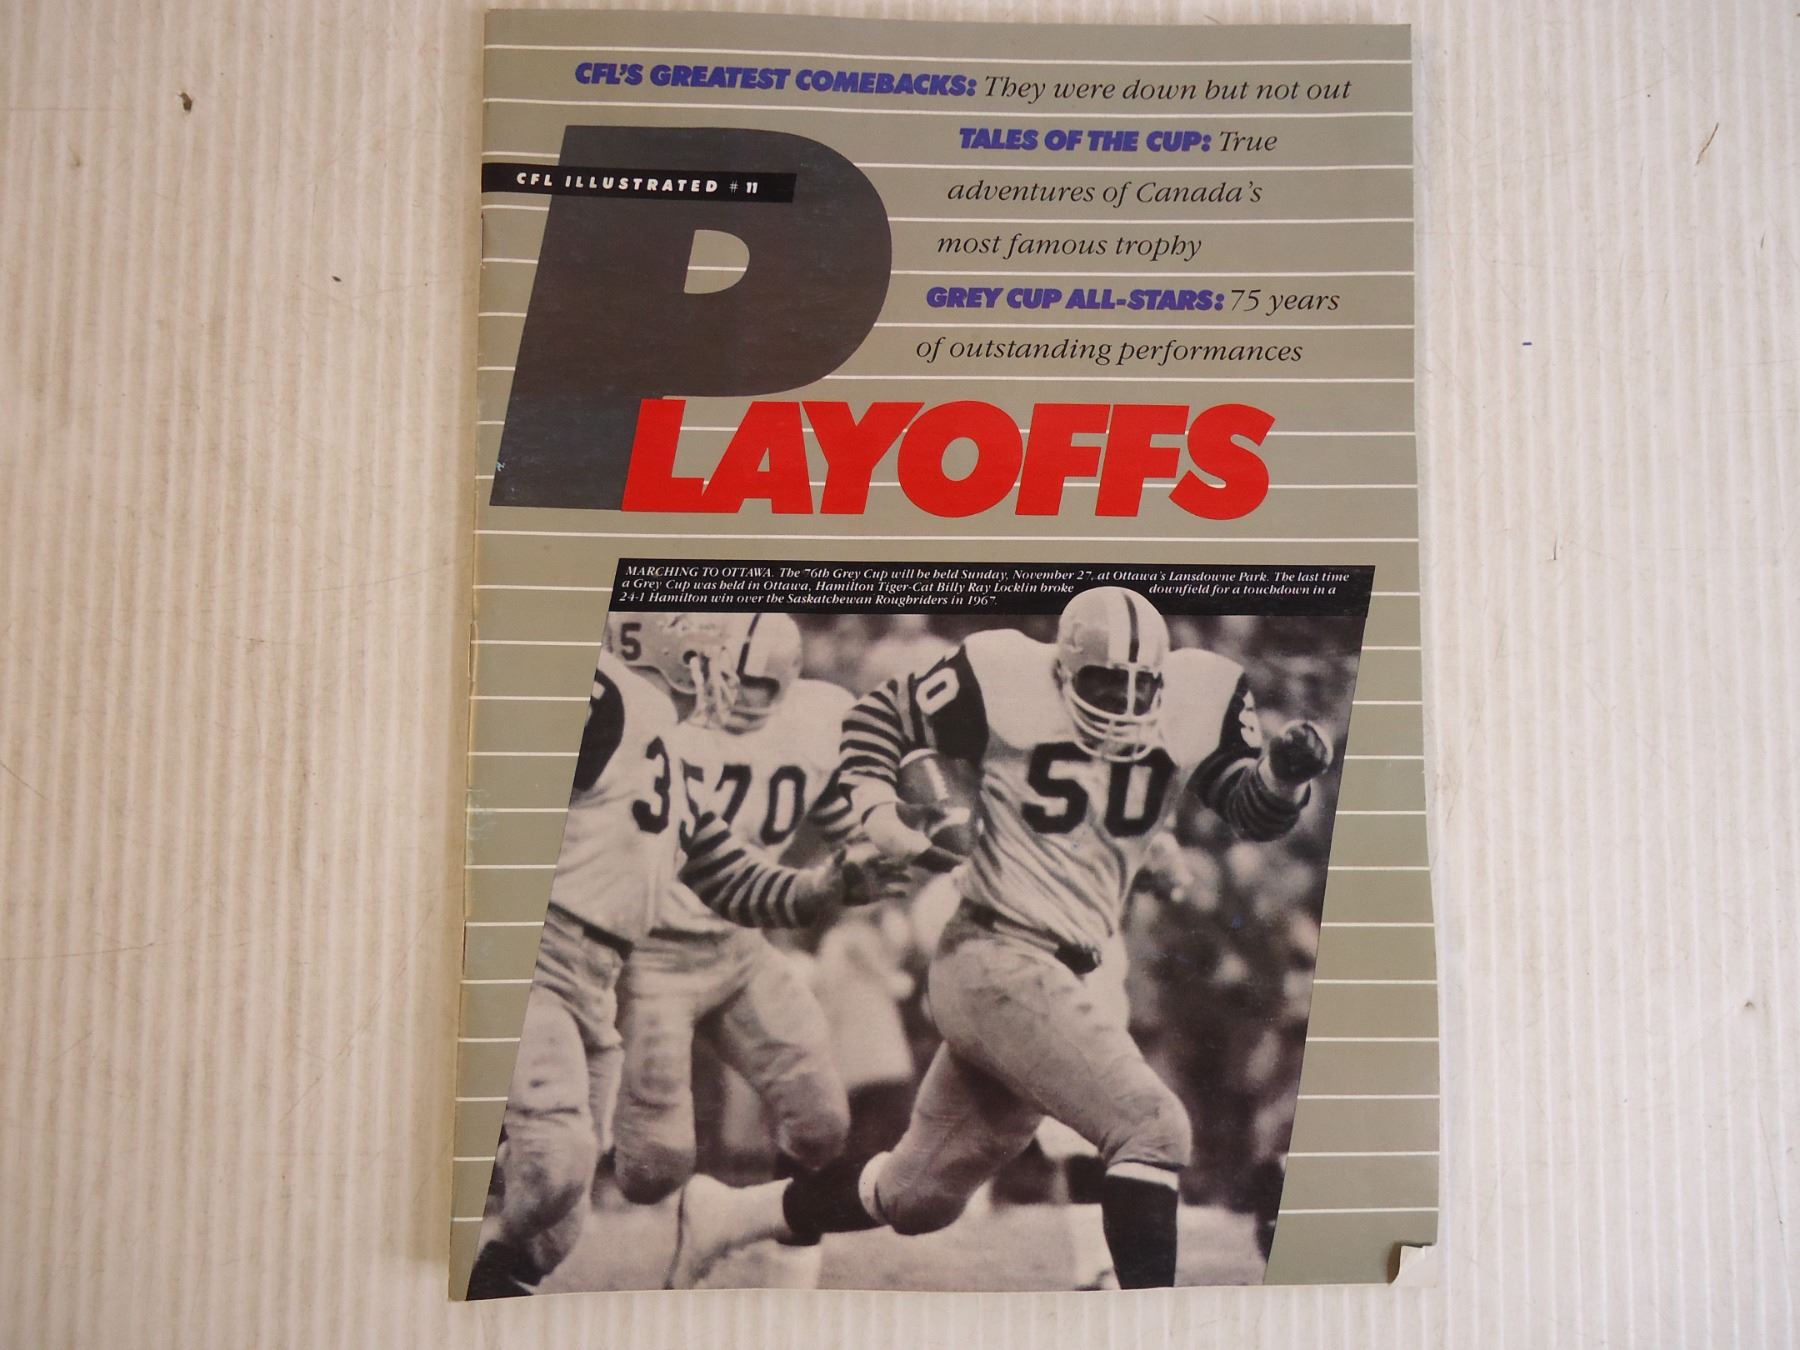 CFL'S GREATEST COMEBACKS: They were down but not out
TALES OF THE CUP: True
adventures of Canada's
most famous trophy
CFL ILLUSTRATED # 11
GREY CUP ALL-STARS: 75 years
of outstanding performances
PLAYOFFS
MARCHING TO OTTAWA. The 76th Grey Cup will be held Sunday, November 27, at Ottawa's Lansdowne Park. The last time
a Grey Cup was held in Ottawa, Hamilton Tiger-Cat Billy Ray Locklin broke downfield for a touchdown in a
24-1 Hamilton win over the Saskatchewan Roughriders in 1967.
5
50
35
70
50